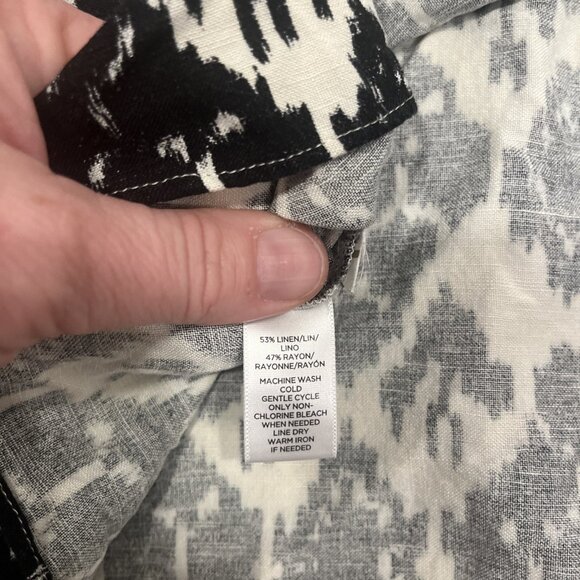 53% LINEN/LIN/
LINO
47% RAYON/
RAYONNE/RAYÓN
MACHINE WASH
COLD
GENTLE CYCLE
ONLY NON-
CHLORINE BLEACH
WHEN NEEDED
LINE DRY
WARM IRON
IF NEEDED